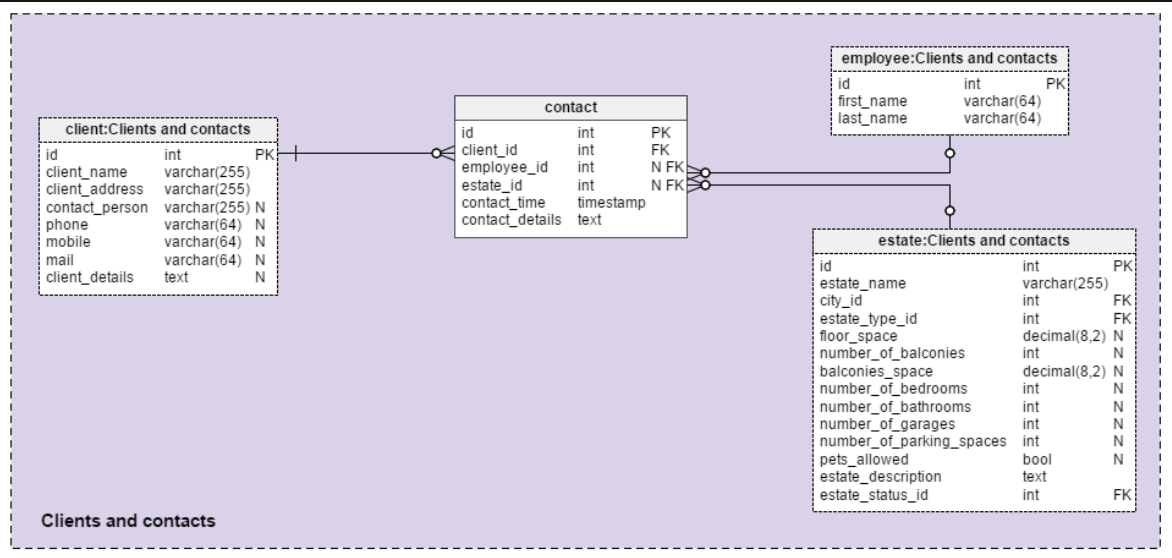 client:Clients and contacts
id int PK
client_name varchar(255)
client_address varchar(255)
contact_person varchar(255) N
phone varchar(64) N
mobile varchar(64) N
mail varchar(64) N
client_details text N
contact
id int PK
client_id int FK
employee_id int N FK
estate_id int N FK
contact_time timestamp
contact_details text
employee:Clients and contacts
id int PK
first_name varchar(64)
last_name varchar(64)
estate:Clients and contacts
id int PK
estate_name varchar(255)
city_id int FK
estate_type_id int FK
floor_space decimal(8,2) N
number_of_balconies int N
balconies_space decimal(8,2) N
number_of_bedrooms int N
number_of_bathrooms int N
number_of_garages int N
number_of_parking_spaces int N
pets_allowed bool N
estate_description text
estate_status_id int FK
Clients and contacts